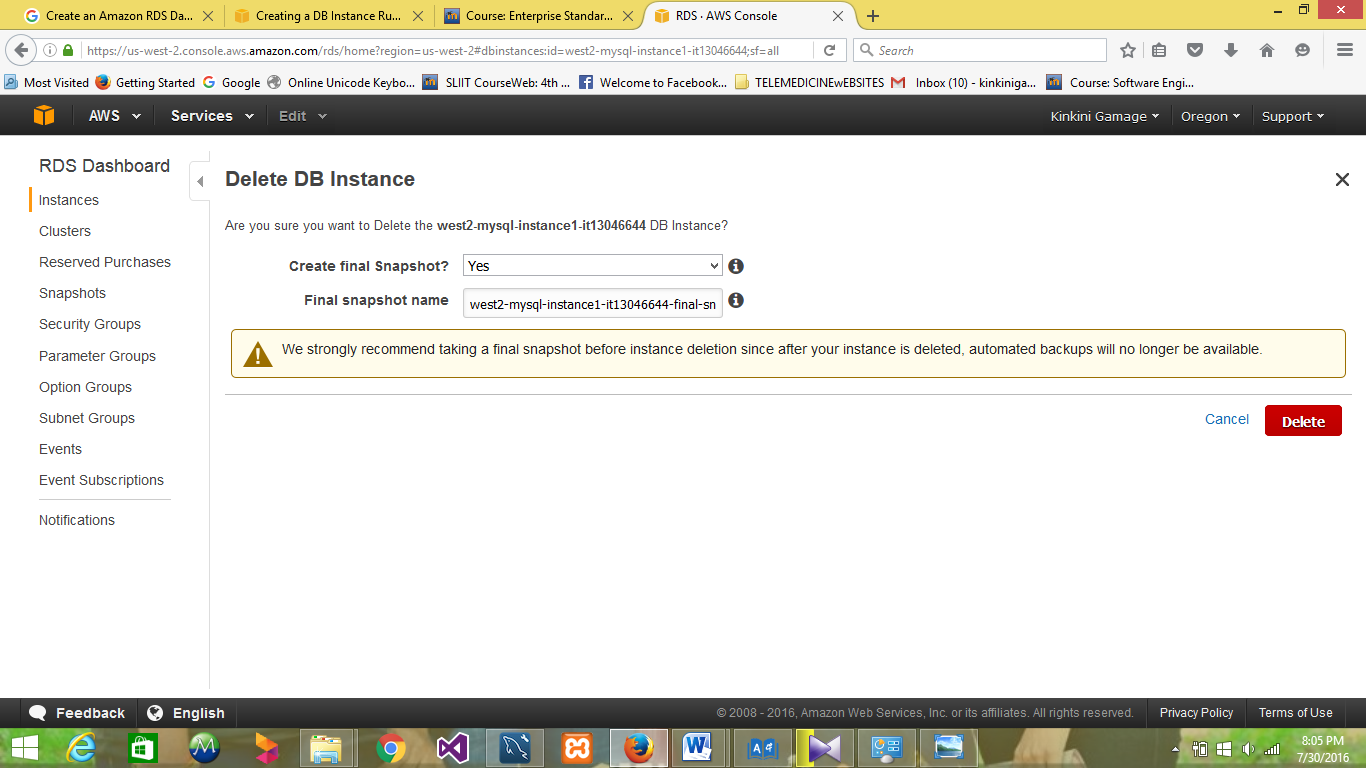 Create an Amazon RDS Da...
Creating a DB Instance Ru...
Course: Enterprise Standar...
RDS · AWS Console
https://us-west-2.console.aws.amazon.com/rds/home?region=us-west-2#dbinstances:id=west2-mysql-instance1-it13046644;sf=all
Search
Most Visited
Getting Started
Google
Online Unicode Keybo...
SLIIT CourseWeb: 4th ...
Welcome to Facebook...
TELEMEDICINEwEBSITES
Inbox (10) - kinkiniga...
Course: Software Engi...
AWS
Services
Edit
Kinkini Gamage
Oregon
Support
RDS Dashboard
Instances
Clusters
Reserved Purchases
Snapshots
Security Groups
Parameter Groups
Option Groups
Subnet Groups
Events
Event Subscriptions
Notifications
Delete DB Instance
Are you sure you want to Delete the west2-mysql-instance1-it13046644 DB Instance?
Create final Snapshot? Yes
Final snapshot name west2-mysql-instance1-it13046644-final-sn
We strongly recommend taking a final snapshot before instance deletion since after your instance is deleted, automated backups will no longer be available.
Cancel
Delete
Feedback
English
© 2008 - 2016, Amazon Web Services, Inc. or its affiliates. All rights reserved.
Privacy Policy
Terms of Use
8:05 PM
7/30/2016